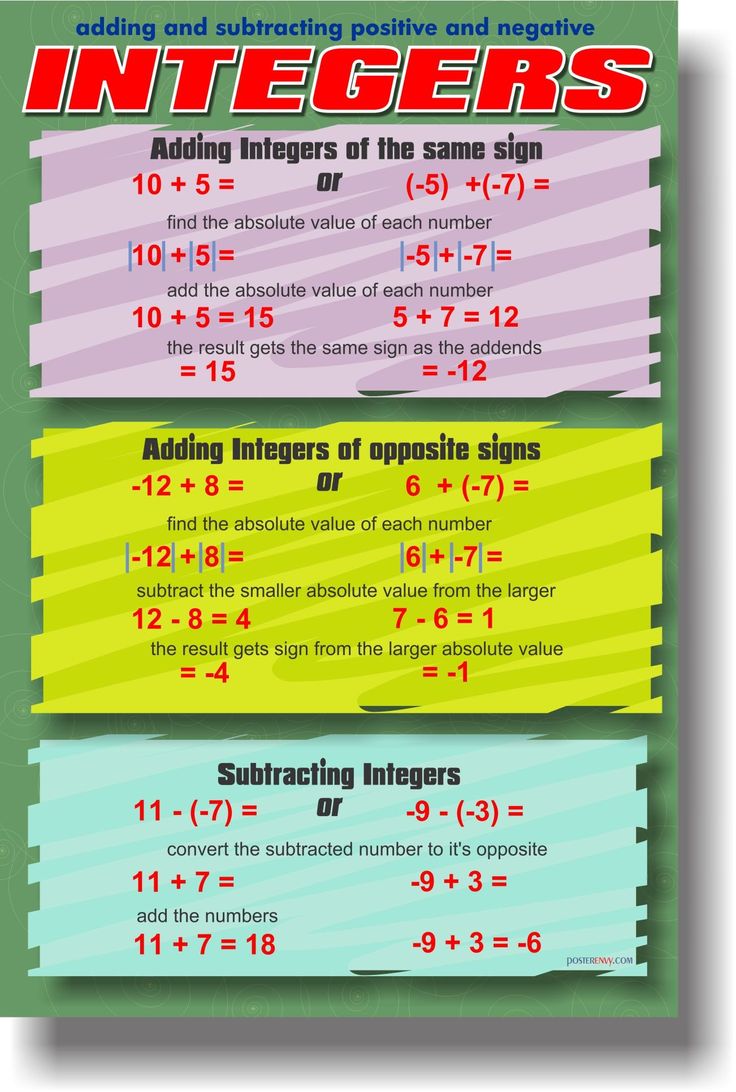 adding and subtracting positive and negative
INTEGERS
Adding Integers of the same sign
10 + 5 = or (-5) +(-7) =
find the absolute value of each number
|10|+|5|= |-5|+|-7|=
add the absolute value of each number
10 + 5 = 15 5 + 7 = 12
the result gets the same sign as the addends
= 15 = -12
Adding Integers of opposite signs
-12 + 8 = or 6 + (-7) =
find the absolute value of each number
|-12|+|8|= |6|+|-7|=
subtract the smaller absolute value from the larger
12 - 8 = 4 7 - 6 = 1
the result gets sign from the larger absolute value
= -4 = -1
Subtracting Integers
11 - (-7) = or -9 - (-3) =
convert the subtracted number to it's opposite
11 + 7 = -9 + 3 =
add the numbers
11 + 7 = 18 -9 + 3 = -6
POSTERENVY.COM